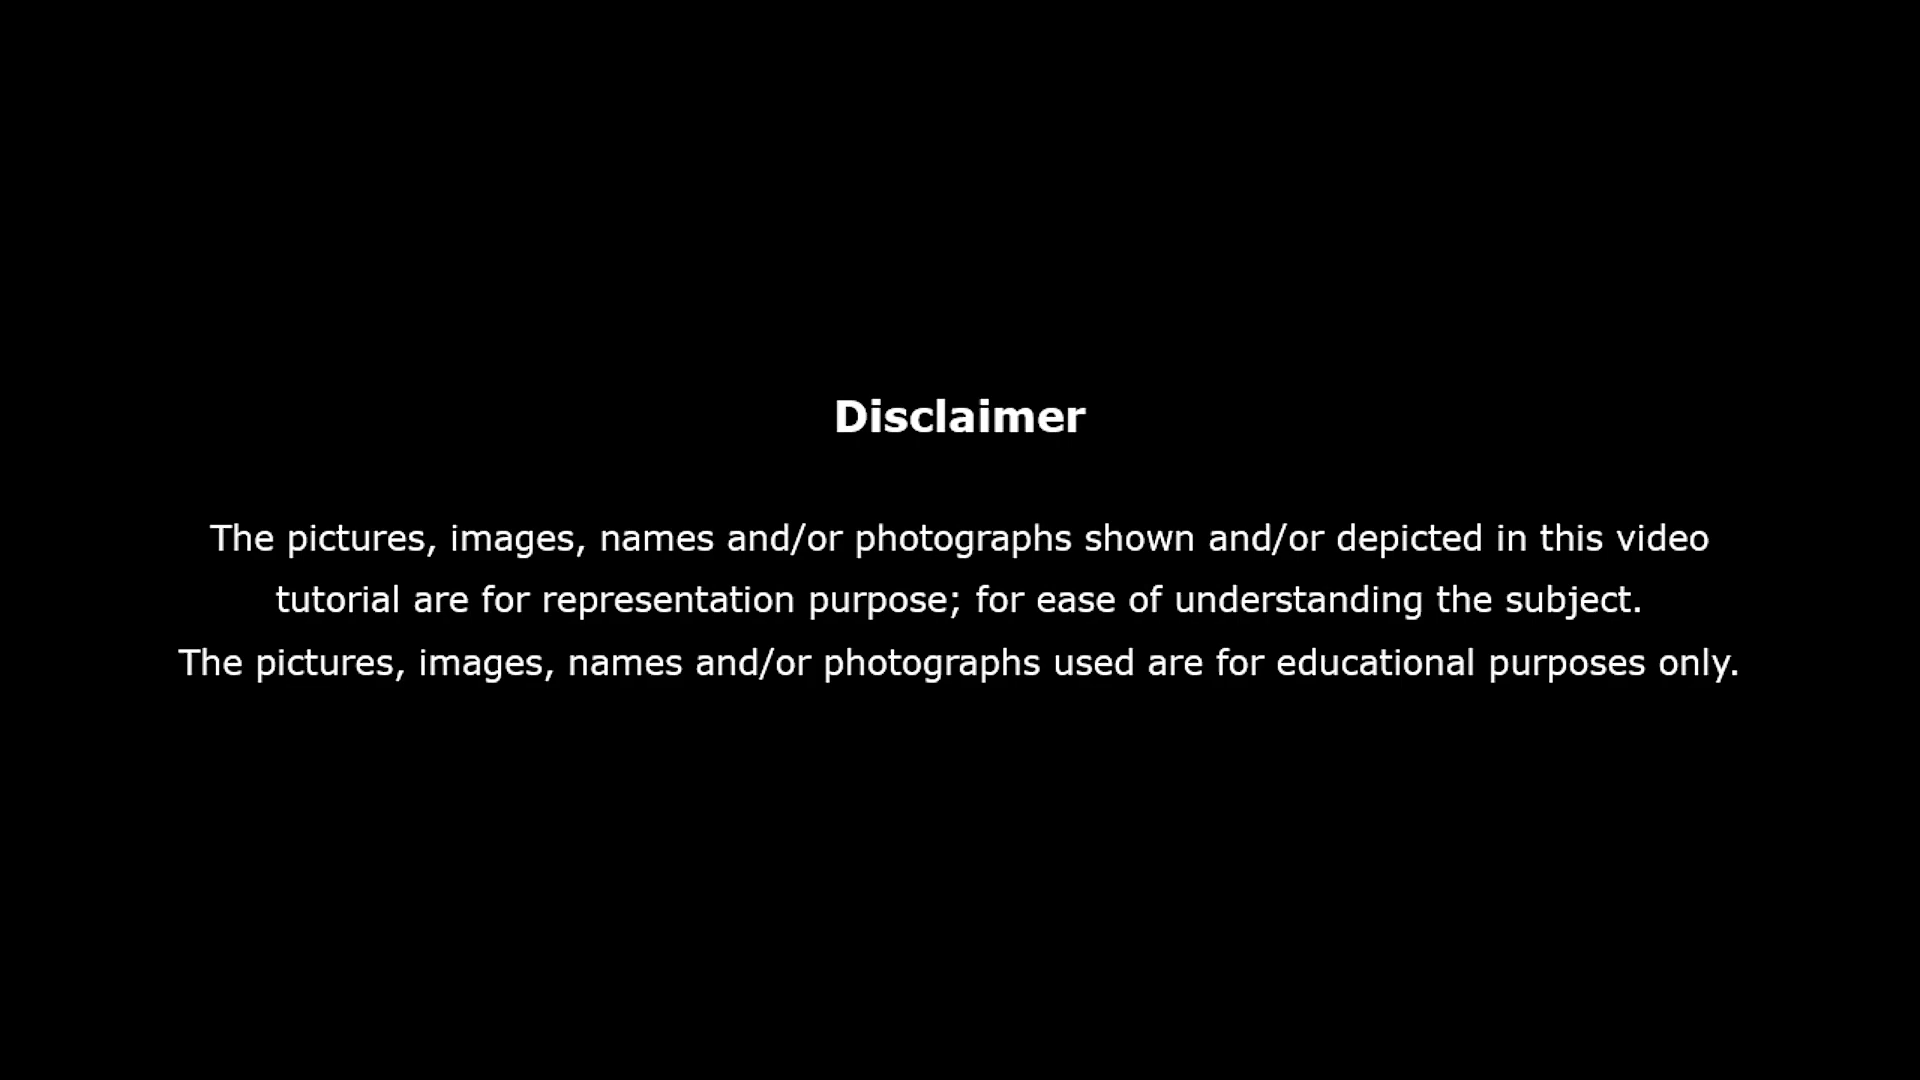 Disclaimer
The pictures, images, names and/or photographs shown and/or depicted in this video
tutorial are for representation purpose; for ease of understanding the subject.
The pictures, images, names and/or photographs used are for educational purposes only.